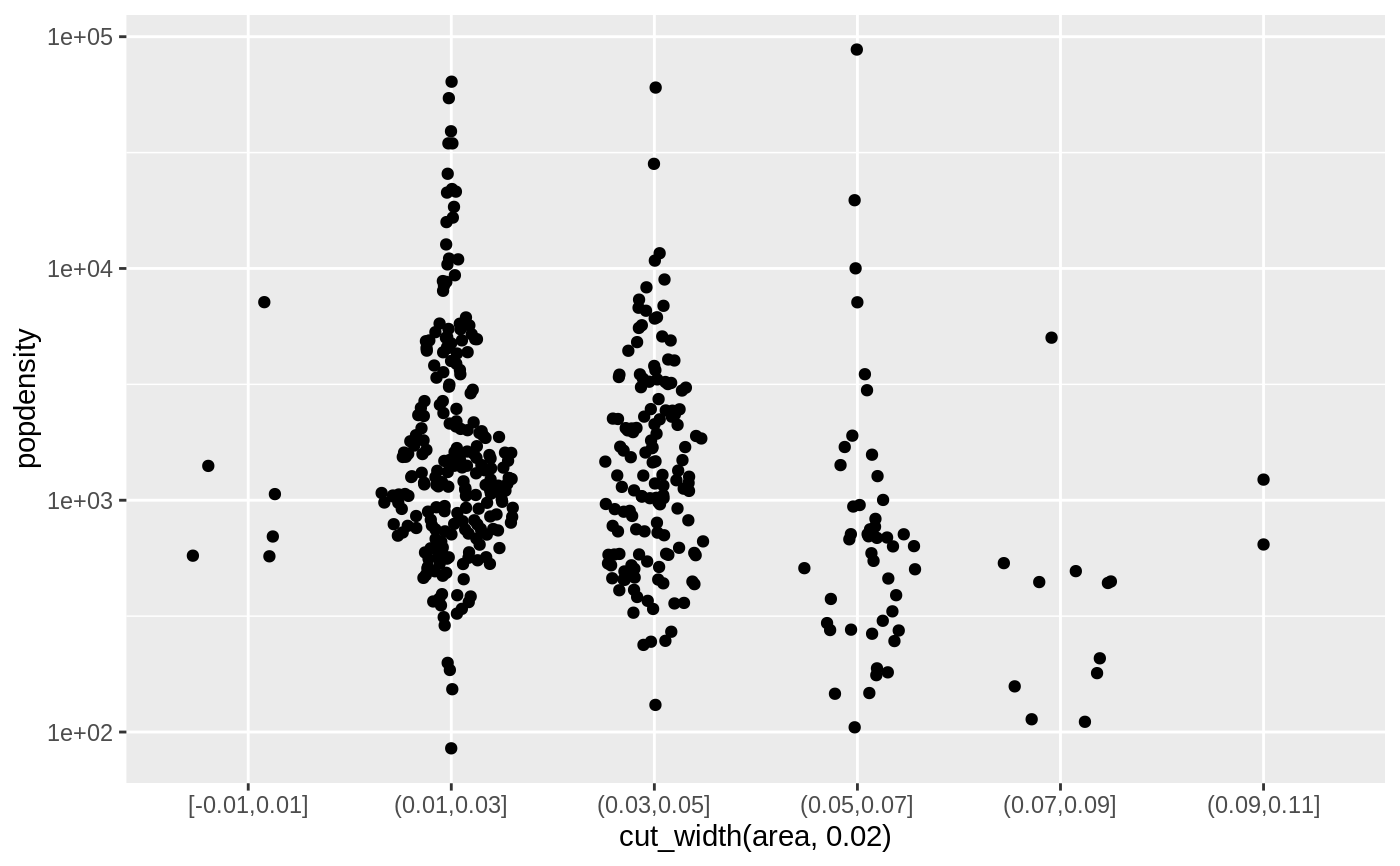 1e+05
1e+04
1e+03
1e+02
popdensity
[-0.01,0.01]
(0.01,0.03]
(0.03,0.05]
(0.05,0.07]
(0.07,0.09]
(0.09,0.11]
cut_width(area, 0.02)